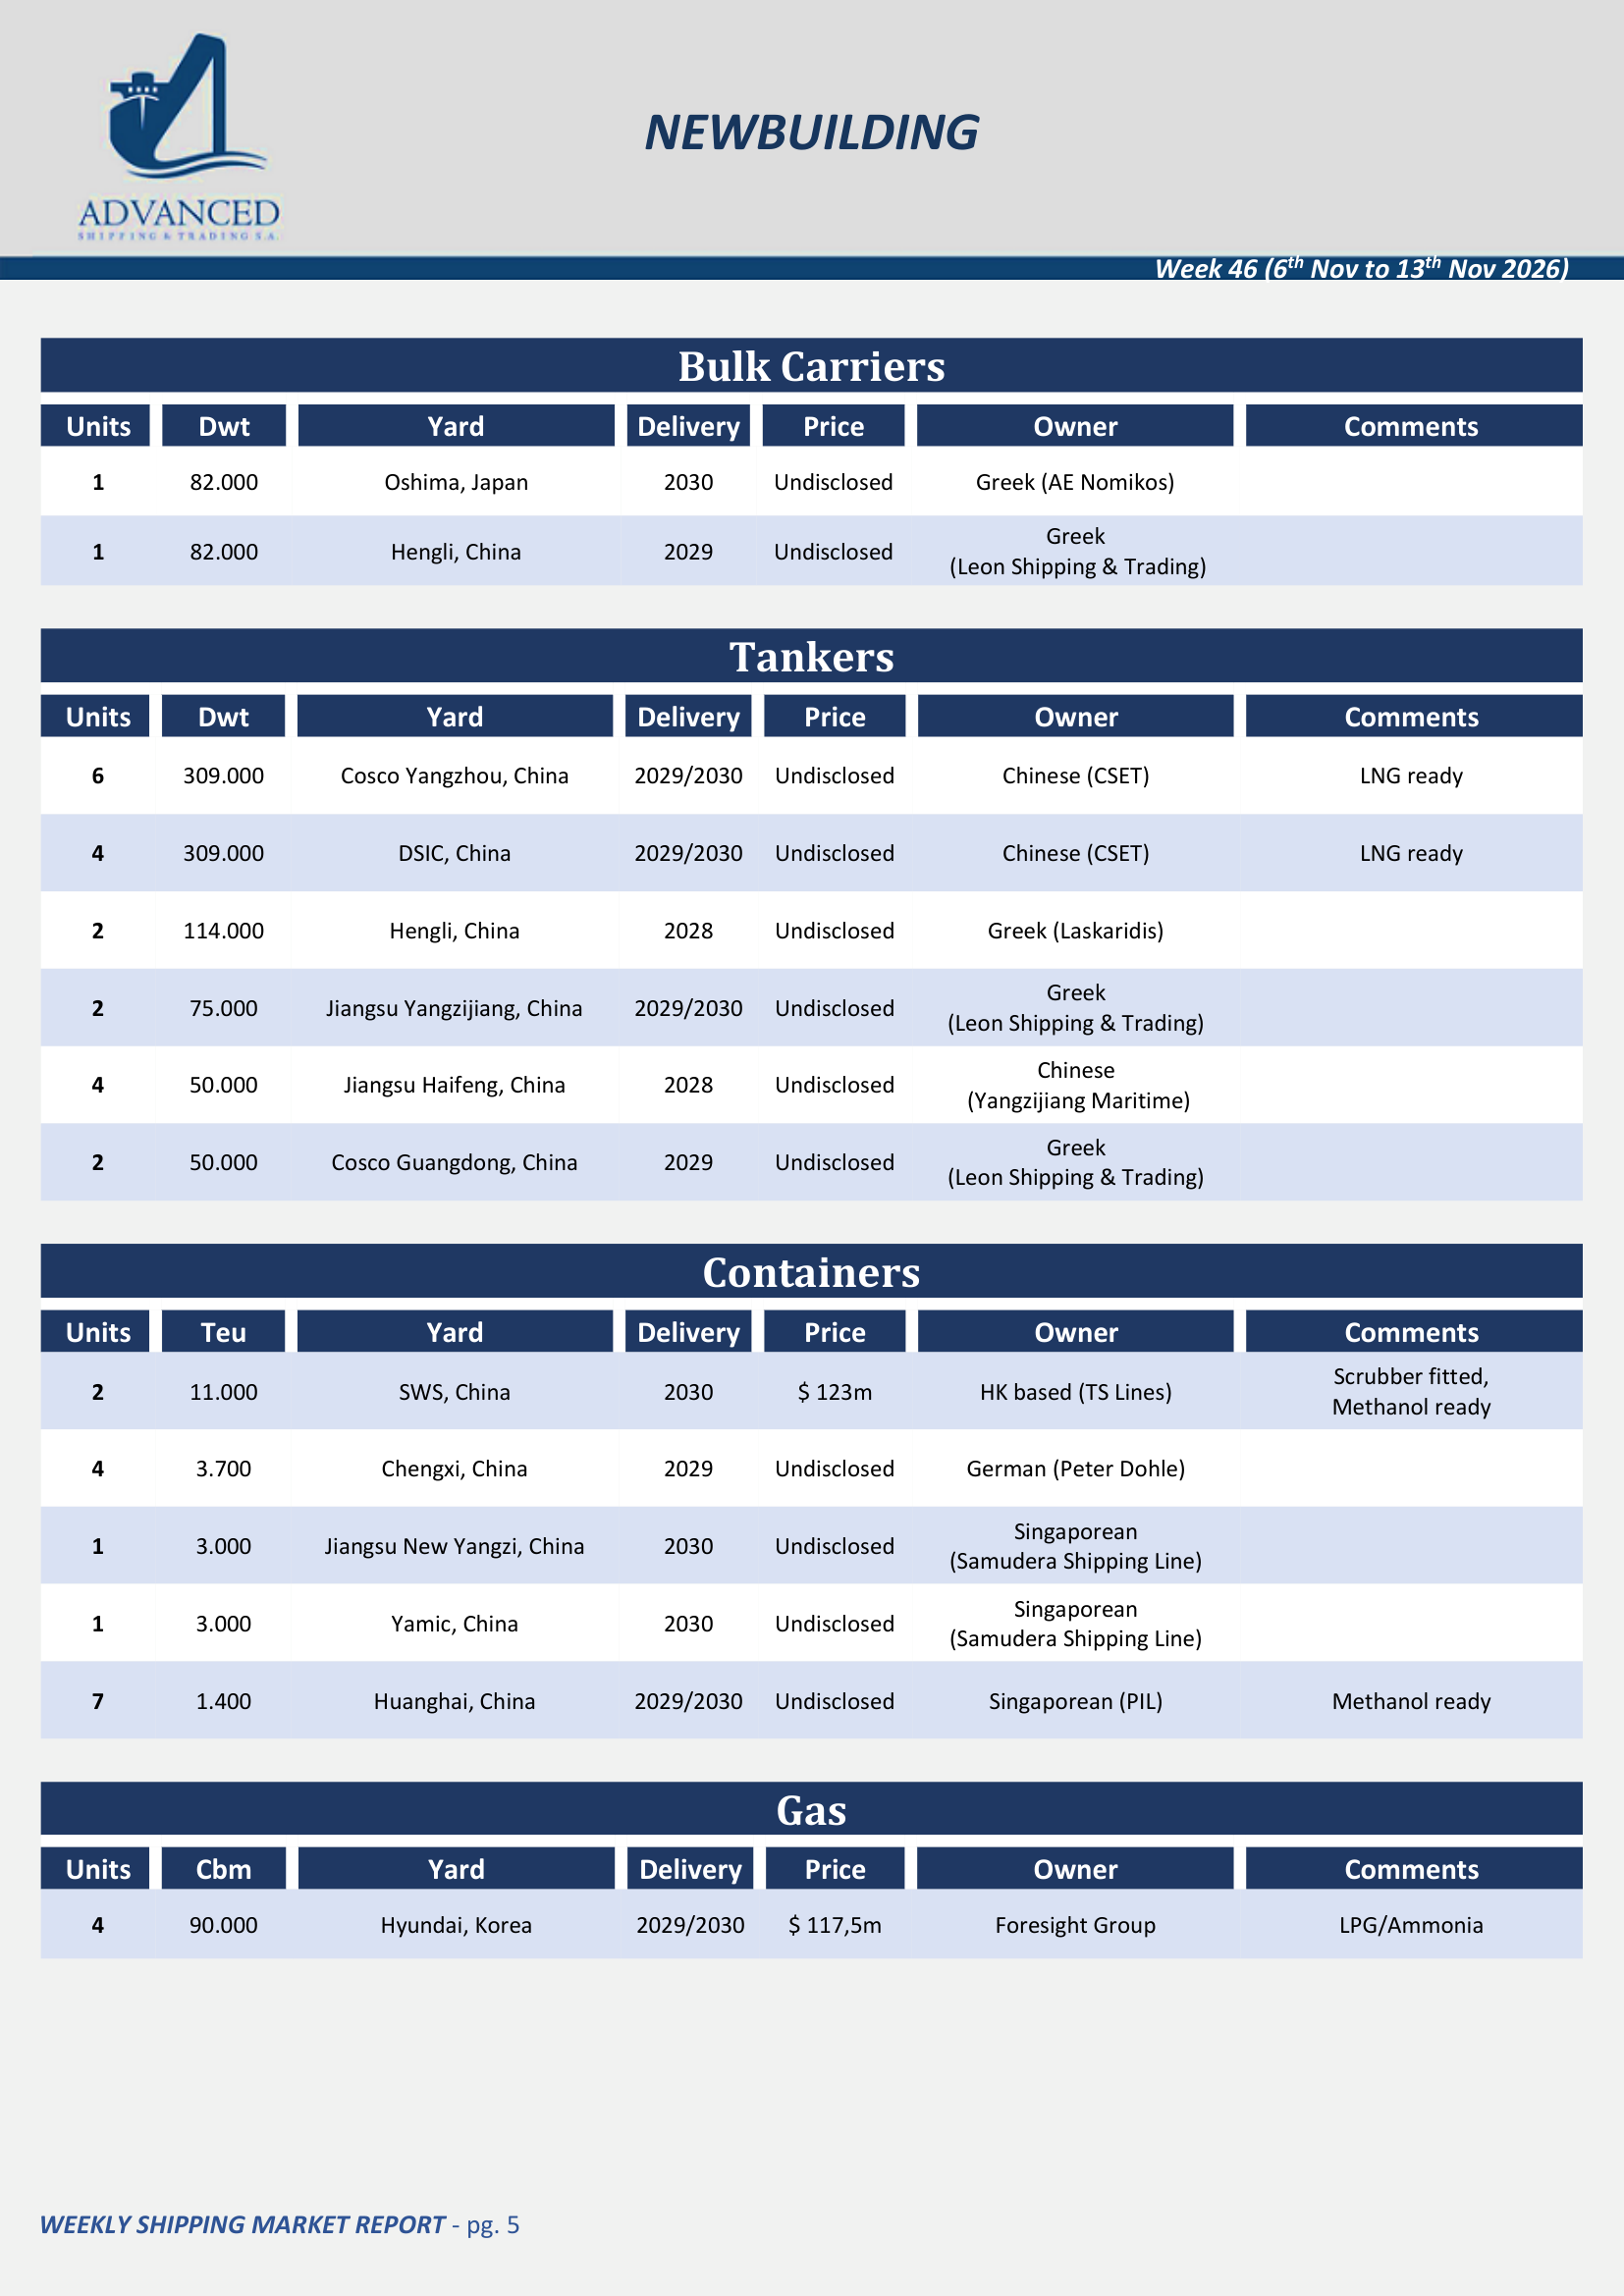 ADVANCED
SHIPPING & TRADING S.A.
NEWBUILDING
Week 46 (6th Nov to 13th Nov 2026)
Bulk Carriers
Units Dwt Yard Delivery Price Owner Comments
1 82.000 Oshima, Japan 2030 Undisclosed Greek (AE Nomikos)
1 82.000 Hengli, China 2029 Undisclosed Greek
(Leon Shipping & Trading)
Tankers
Units Dwt Yard Delivery Price Owner Comments
6 309.000 Cosco Yangzhou, China 2029/2030 Undisclosed Chinese (CSET) LNG ready
4 309.000 DSIC, China 2029/2030 Undisclosed Chinese (CSET) LNG ready
2 114.000 Hengli, China 2028 Undisclosed Greek (Laskaridis)
2 75.000 Jiangsu Yangzijiang, China 2029/2030 Undisclosed Greek
(Leon Shipping & Trading)
4 50.000 Jiangsu Haifeng, China 2028 Undisclosed Chinese
(Yangzijiang Maritime)
2 50.000 Cosco Guangdong, China 2029 Undisclosed Greek
(Leon Shipping & Trading)
Containers
Units Teu Yard Delivery Price Owner Comments
2 11.000 SWS, China 2030 $ 123m HK based (TS Lines) Scrubber fitted,
Methanol ready
4 3.700 Chengxi, China 2029 Undisclosed German (Peter Dohle)
1 3.000 Jiangsu New Yangzi, China 2030 Undisclosed Singaporean
(Samudera Shipping Line)
1 3.000 Yamic, China 2030 Undisclosed Singaporean
(Samudera Shipping Line)
7 1.400 Huanghai, China 2029/2030 Undisclosed Singaporean (PIL) Methanol ready
Gas
Units Cbm Yard Delivery Price Owner Comments
4 90.000 Hyundai, Korea 2029/2030 $ 117,5m Foresight Group LPG/Ammonia
WEEKLY SHIPPING MARKET REPORT - pg. 5